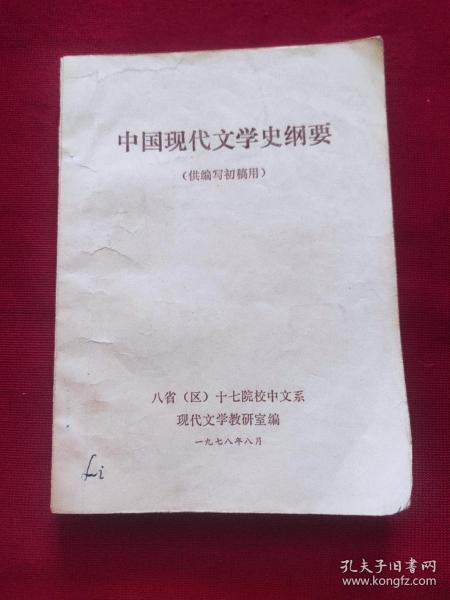 中国现代文学史纲要
（供编写初稿用）
八省（区）十七院校中文系
现代文学教研室编
一九七八年八月
Li
孔夫子旧书网
www.kongfz.com